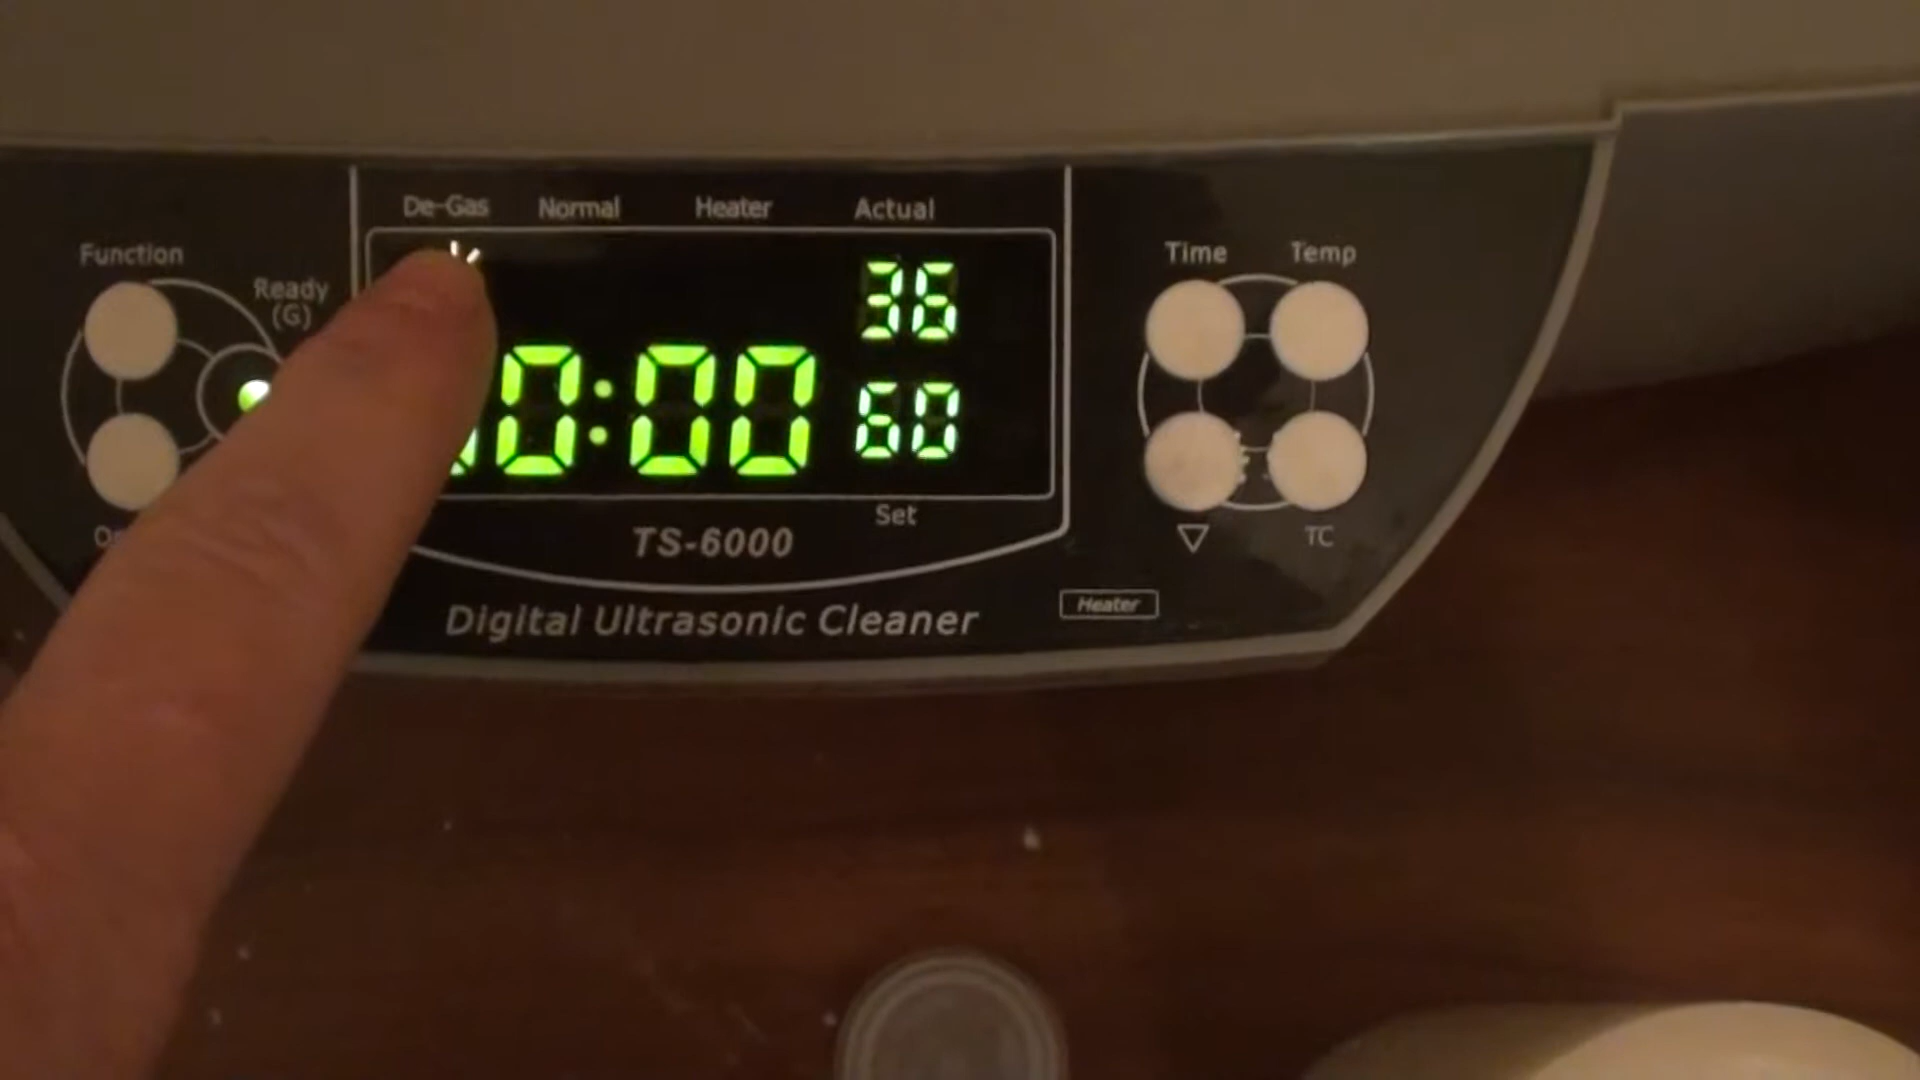 De-Gas Normal Heater Actual
Function
Ready
(G)
36
0:00
60
Set
Time Temp
▽ TC
TS-6000
Digital Ultrasonic Cleaner
Heater